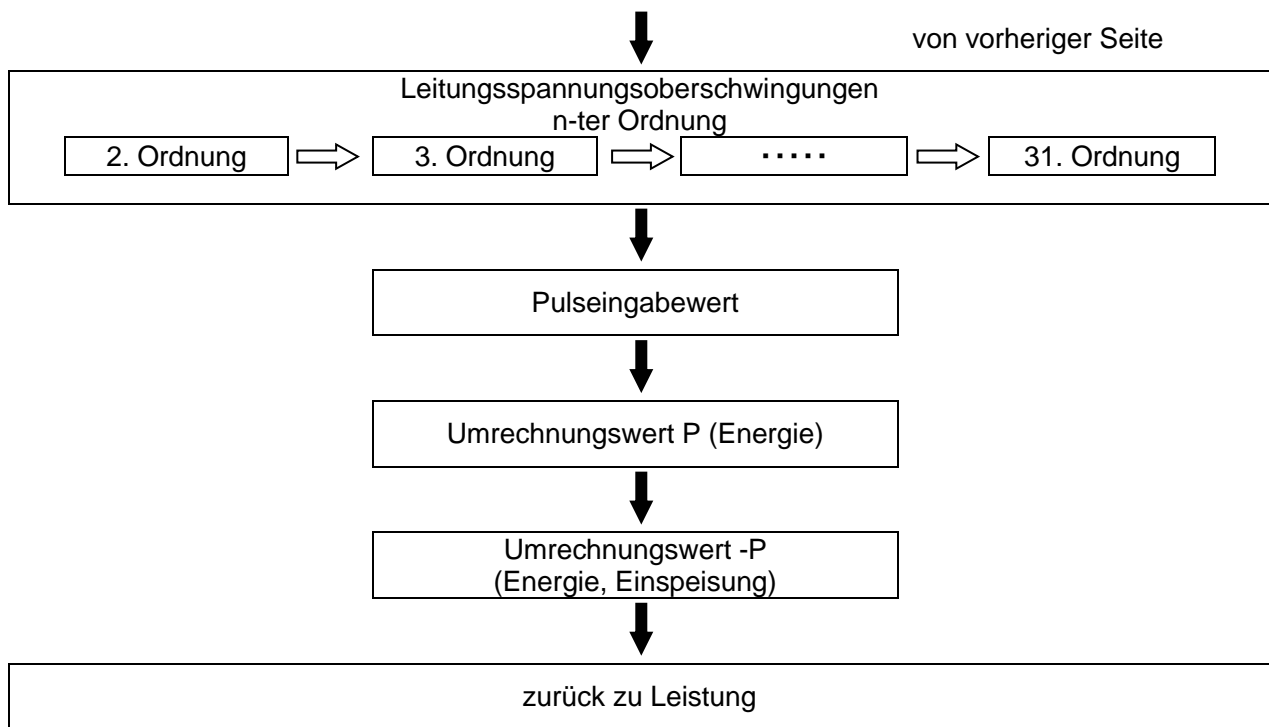 von vorheriger Seite
Leitungsspannungsoberschwingungen
n-ter Ordnung
2. Ordnung
3. Ordnung
·····
31. Ordnung
Pulseingabewert
Umrechnungswert P (Energie)
Umrechnungswert -P
(Energie, Einspeisung)
zurück zu Leistung